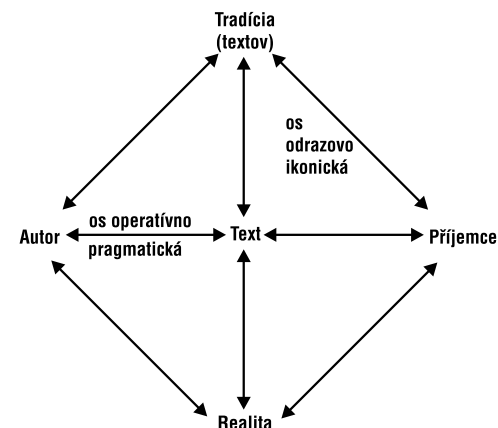 Tradícia
(textov)
os
odrazovo
ikonická
os operatívno
pragmatická
Autor
Text
Příjemce
Realita